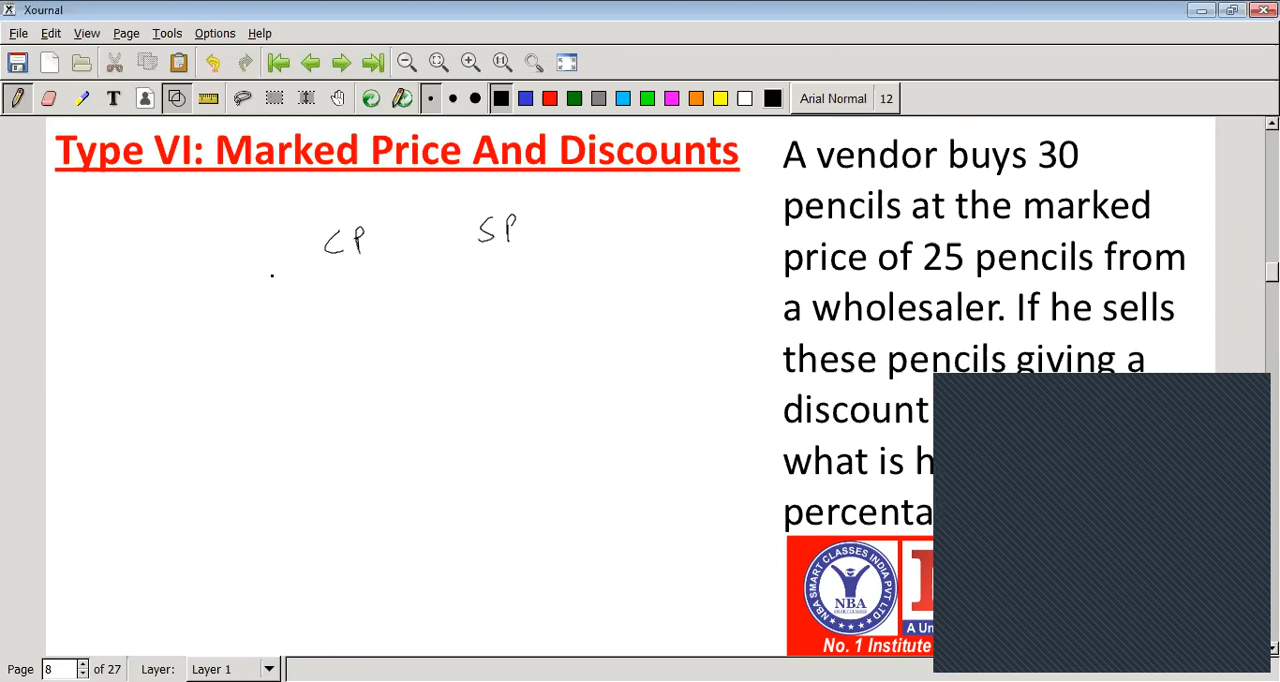 Xournal
File Edit View Page Tools Options Help
Arial Normal 12
Type VI: Marked Price And Discounts
CP SP
A vendor buys 30
pencils at the marked
price of 25 pencils from
a wholesaler. If he sells
these pencils giving a
discount
what is h
percenta
NBA SMART CLASSES INDIA PVT LTD
NBA
A Un
No. 1 Institute
Page 8 of 27 Layer: Layer 1